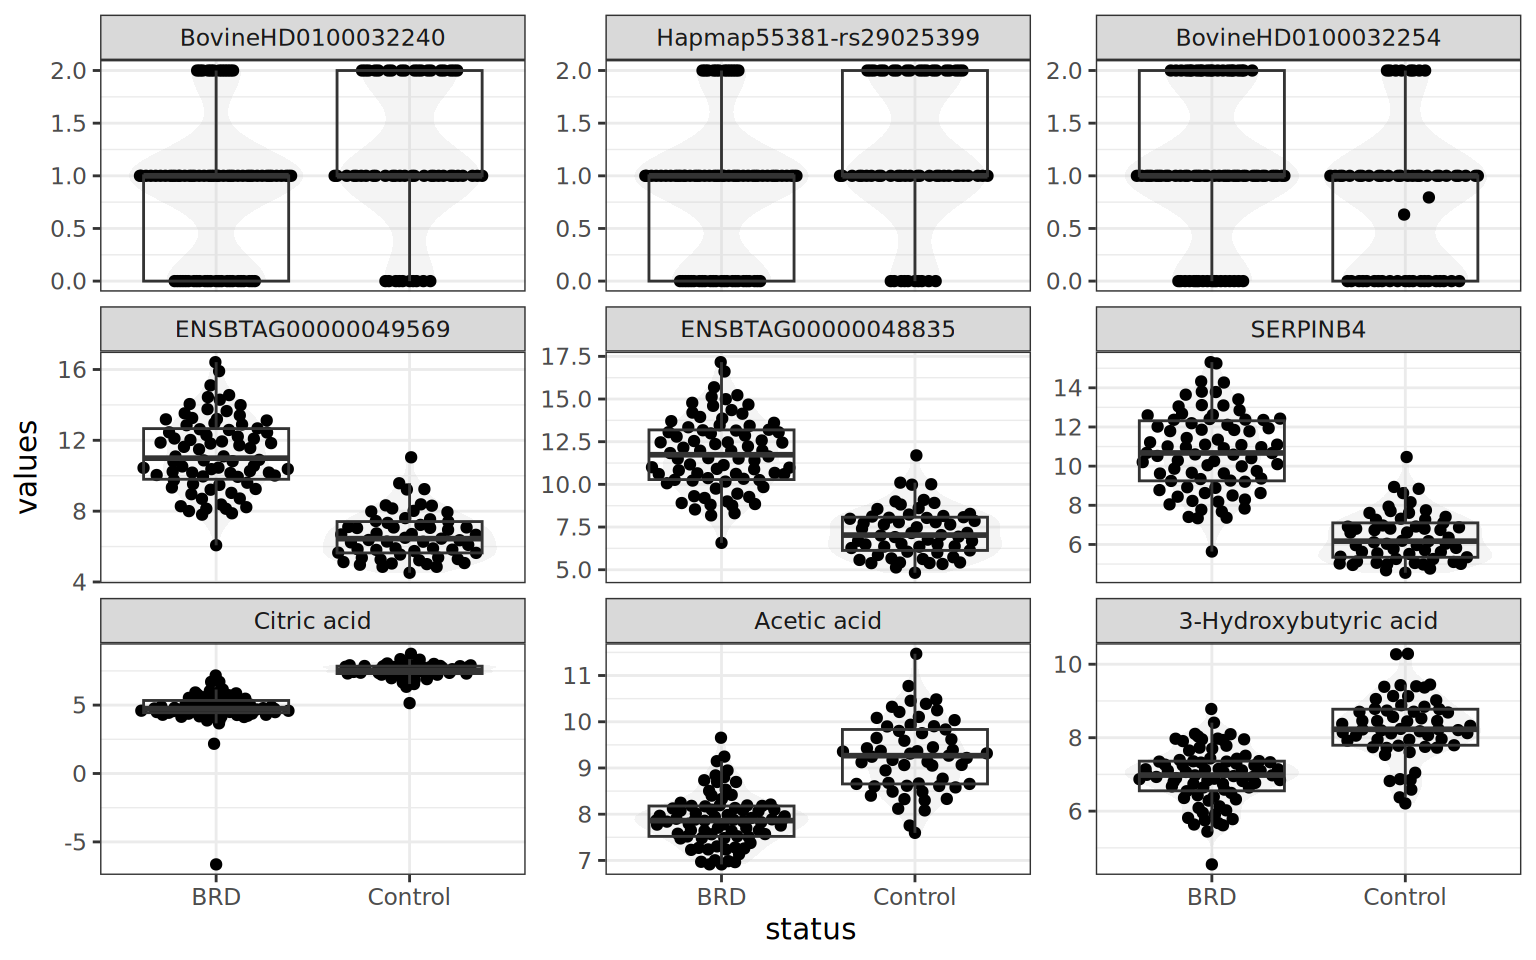 BovineHD0100032240 Hapmap55381-rs29025399 BovineHD0100032254
2.0 2.0 2.0
1.5 1.5 1.5
1.0 1.0 1.0
0.5 0.5 0.5
0.0 0.0 0.0
ENSBTAG00000049569 ENSBTAG00000048835 SERPINB4
16 17.5 14
12 15.0 12
8 12.5 10
4 10.0 8
7.5 6
5.0
values
Citric acid Acetic acid 3-Hydroxybutyric acid
5 11 10
0 10 8
-5 9 6
8
7
BRD Control BRD Control BRD Control
status